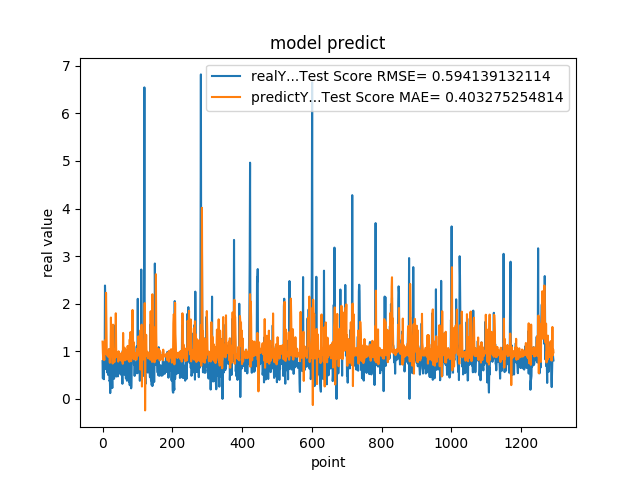 model predict
realY...Test Score RMSE= 0.594139132114
predictY...Test Score MAE= 0.403275254814
real value
7
6
5
4
3
2
1
0
0 200 400 600 800 1000 1200
point